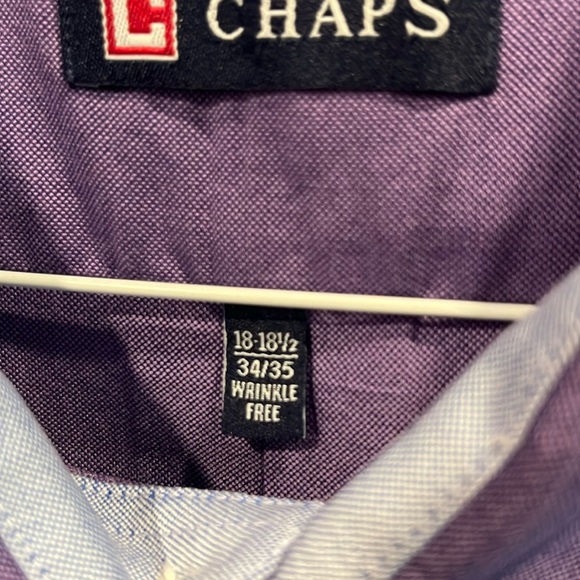 C CHAPS
18-18½
34/35
WRINKLE
FREE